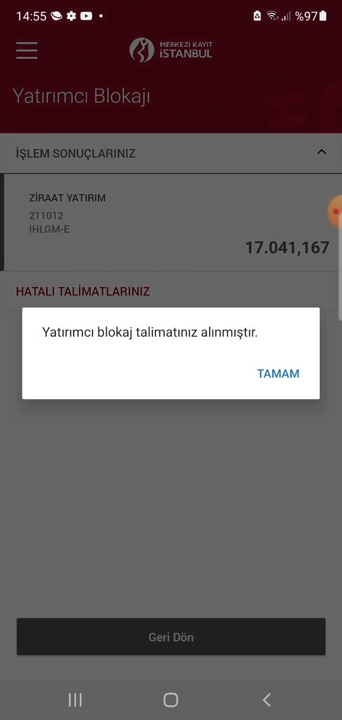 14:55
%97
MERKEZİ KAYIT
İSTANBUL
Yatırımcı Blokajı
İŞLEM SONUÇLARINIZ
ZİRAAT YATIRIM
211012
IHLGM-E
17.041,167
HATALI TALİMATLARINIZ
Yatırımcı blokaj talimatınız alınmıştır.
TAMAM
Geri Dön